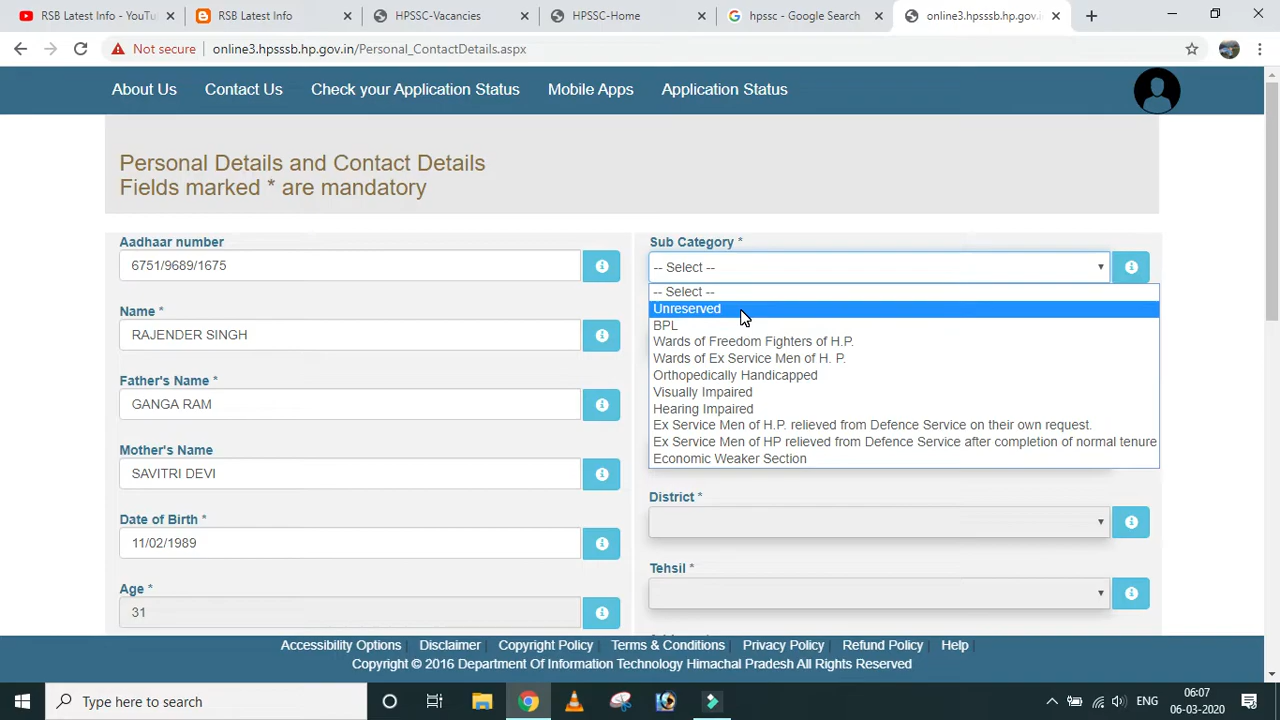 RSB Latest Info - YouTu
RSB Latest Info
HPSSC-Vacancies
HPSSC-Home
hpssc - Google Search
online3.hpsssb.hp.gov.in
Not secure
online3.hpsssb.hp.gov.in/Personal_ContactDetails.aspx
About Us
Contact Us
Check your Application Status
Mobile Apps
Application Status
Personal Details and Contact Details
Fields marked * are mandatory
Aadhaar number
6751/9689/1675
Name *
RAJENDER SINGH
Father's Name *
GANGA RAM
Mother's Name
SAVITRI DEVI
Date of Birth *
11/02/1989
Age *
31
Sub Category *
-- Select --
-- Select --
Unreserved
BPL
Wards of Freedom Fighters of H.P.
Wards of Ex Service Men of H. P.
Orthopedically Handicapped
Visually Impaired
Hearing Impaired
Ex Service Men of H.P. relieved from Defence Service on their own request.
Ex Service Men of HP relieved from Defence Service after completion of normal tenure
Economic Weaker Section
District *
Tehsil *
Accessibility Options | Disclaimer | Copyright Policy | Terms & Conditions | Privacy Policy | Refund Policy | Help |
Copyright © 2016 Department Of Information Technology Himachal Pradesh All Rights Reserved
Type here to search
ENG
06:07
06-03-2020